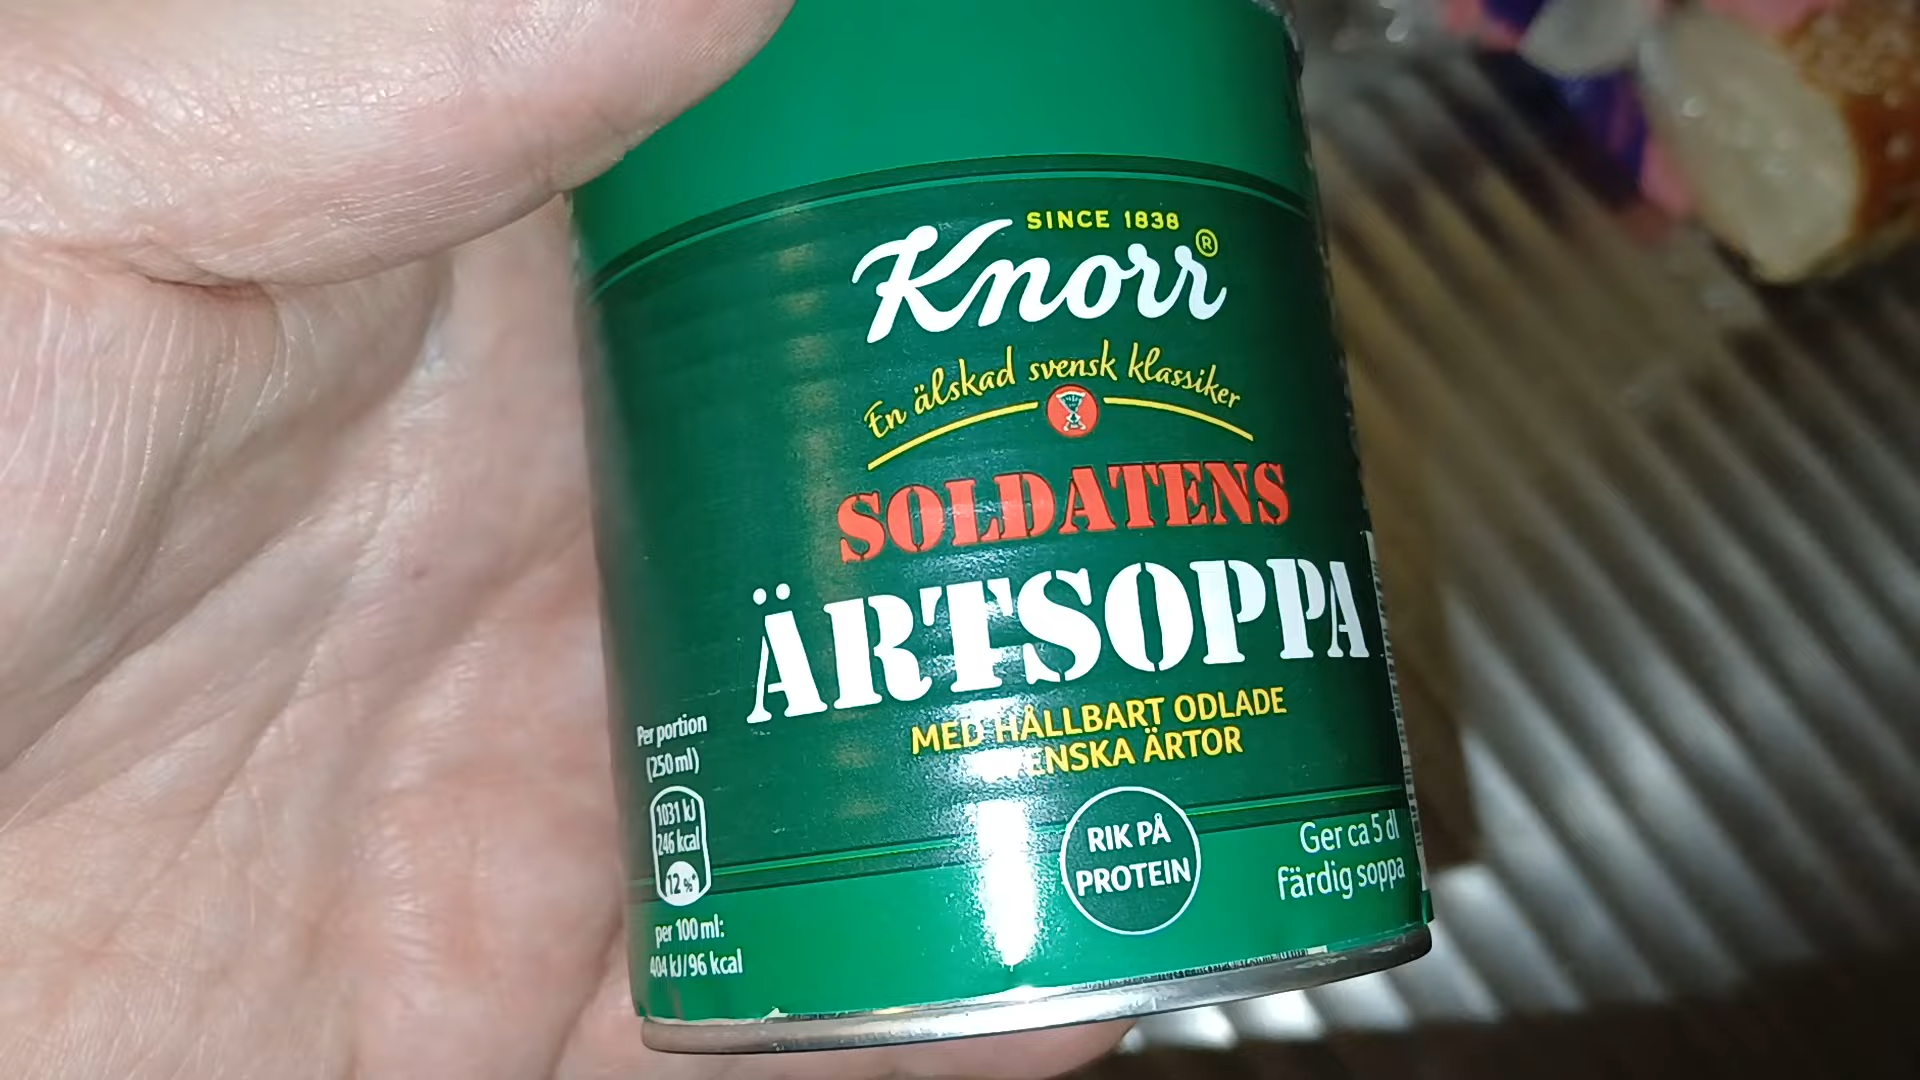 SINCE 1838
Knorr®
En älskad svensk klassiker
SOLDATENS
ÄRTSOPPA
MED HÅLLBART ODLADE
ÄRTOR
Per portion
(250 ml)
1031 kJ
246 kcal
12 %*
per 100 ml:
404 kJ/96 kcal
RIK PÅ
PROTEIN
Ger ca 5 dl
färdig soppa